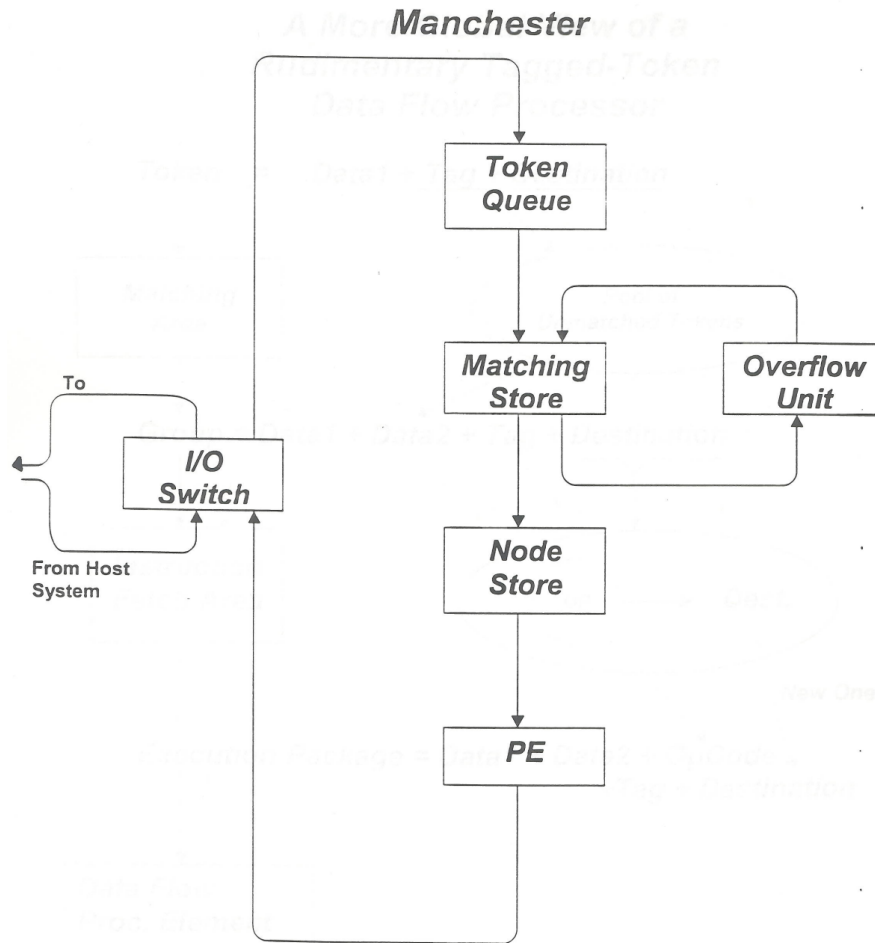 Manchester
Token
Queue
Matching
Store
Overflow
Unit
To
I/O
Switch
From Host
System
Node
Store
PE